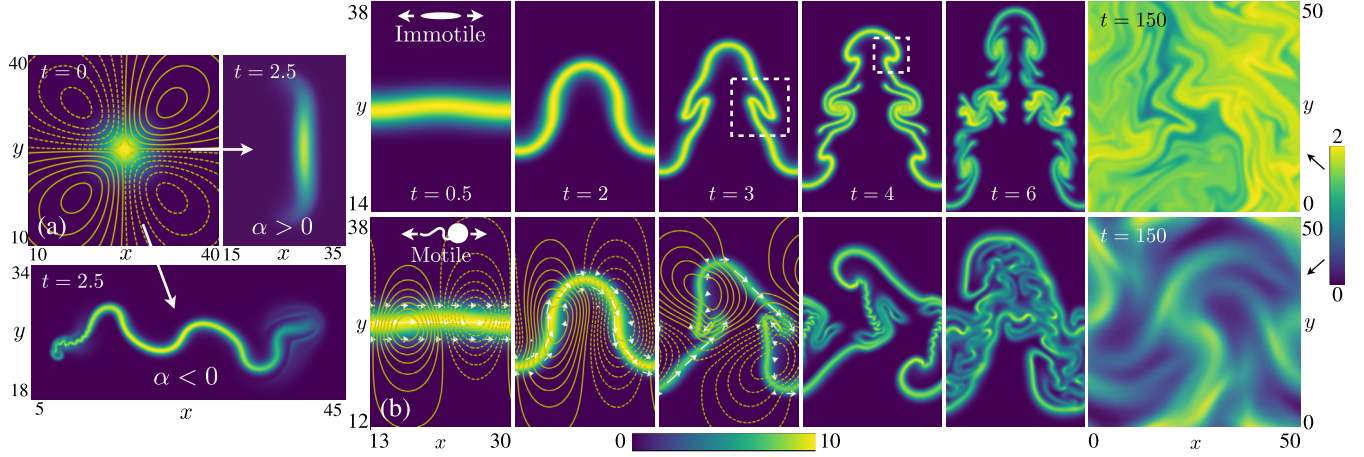 40
y
10
t = 0
(a)
10
x
40
t = 2.5
α > 0
15
x
35
34
y
18
t = 2.5
α < 0
5
x
45
38
y
14
Immotile
t = 0.5
t = 2
t = 3
t = 4
t = 6
t = 150
50
y
0
38
y
12
Motile
(b)
13
x
30
t = 150
50
y
0
0
x
50
0
10
2
0